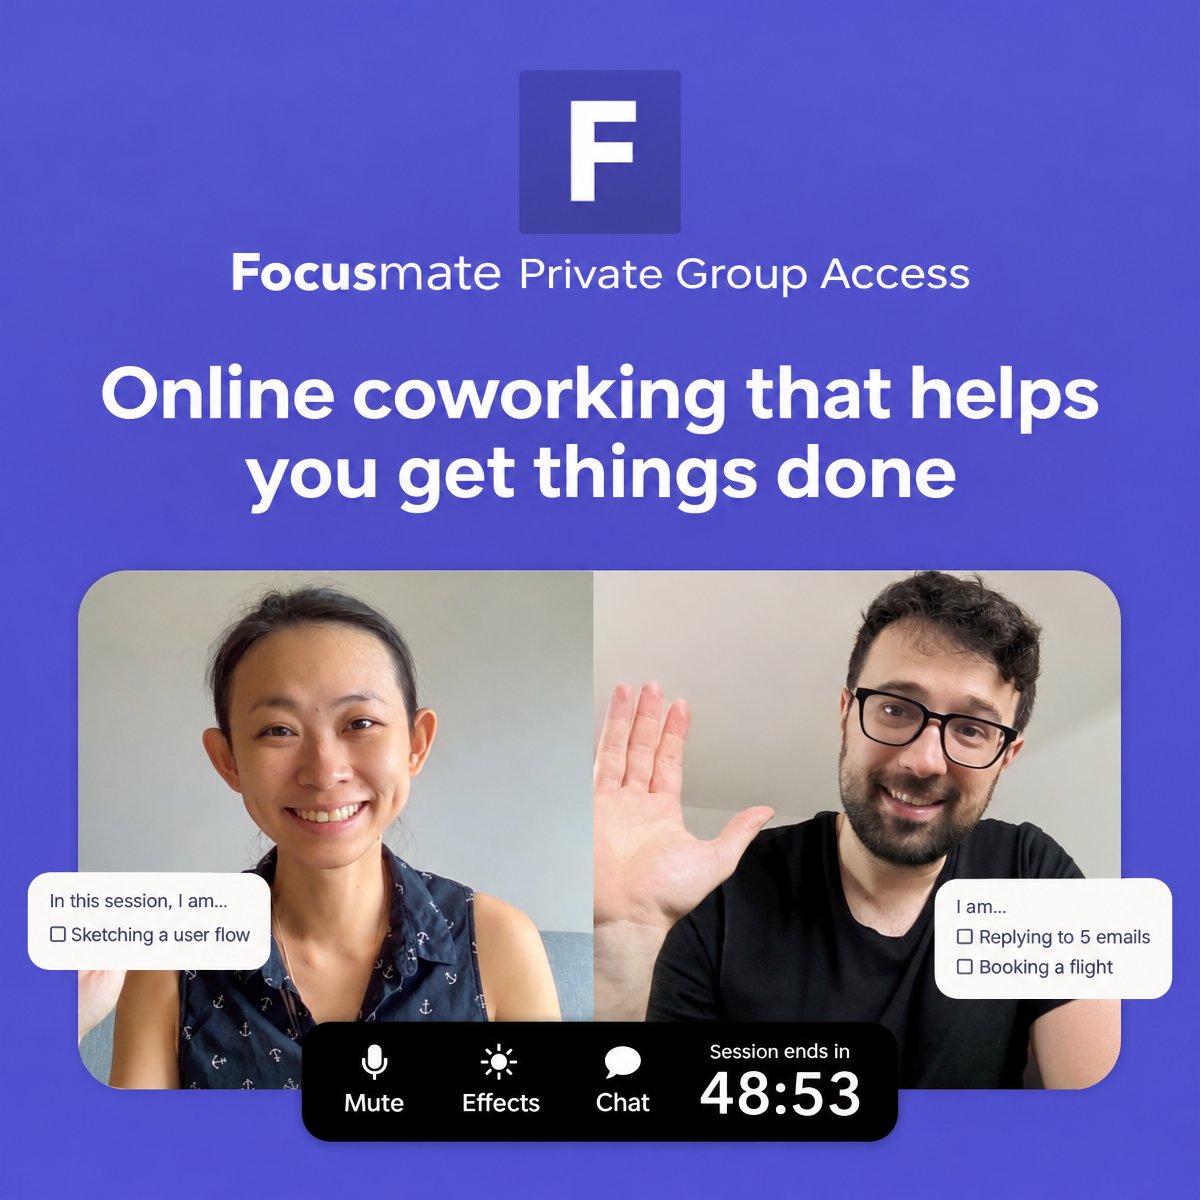 F
Focusmate Private Group Access
Online coworking that helps
you get things done
In this session, I am...
Sketching a user flow
I am...
Replying to 5 emails
Booking a flight
Mute
Effects
Chat
Session ends in
48:53